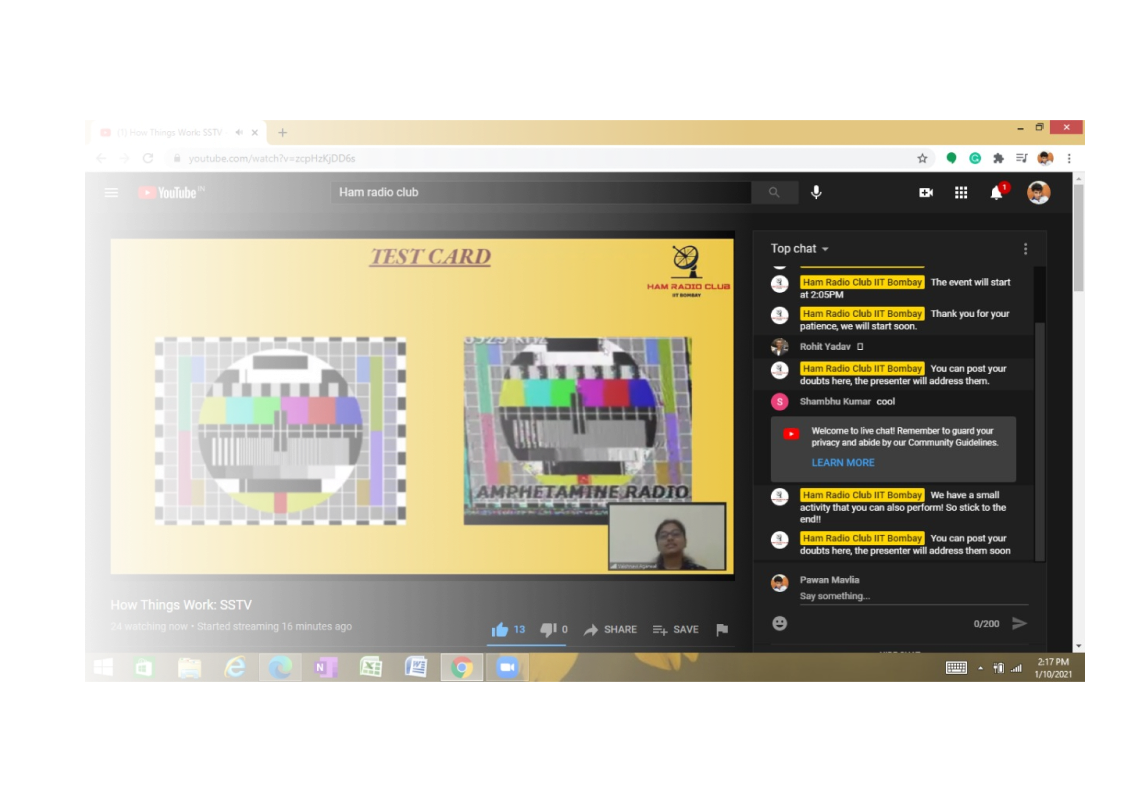 (1) How Things Work: SSTV
youtube.com/watch?v=zcpHzKjDD6s
YouTube IN
Ham radio club
1
TEST CARD
HAM RADIO CLUB
IIT BOMBAY
AMPHETAMINE RADIO
How Things Work: SSTV
24 watching now • Started streaming 16 minutes ago
13
0
SHARE
SAVE
Top chat
Ham Radio Club IIT Bombay The event will start
at 2:05PM
Ham Radio Club IIT Bombay Thank you for your
patience, we will start soon.
Rohit Yadav
Ham Radio Club IIT Bombay You can post your
doubts here, the presenter will address them.
S
Shambhu Kumar cool
Welcome to live chat! Remember to guard your
privacy and abide by our Community Guidelines.
LEARN MORE
Ham Radio Club IIT Bombay We have a small
activity that you can also perform! So stick to the
end!!
Ham Radio Club IIT Bombay You can post your
doubts here, the presenter will address them soon
Pawan Mavlia
Say something...
0/200
2:17 PM
1/10/2021